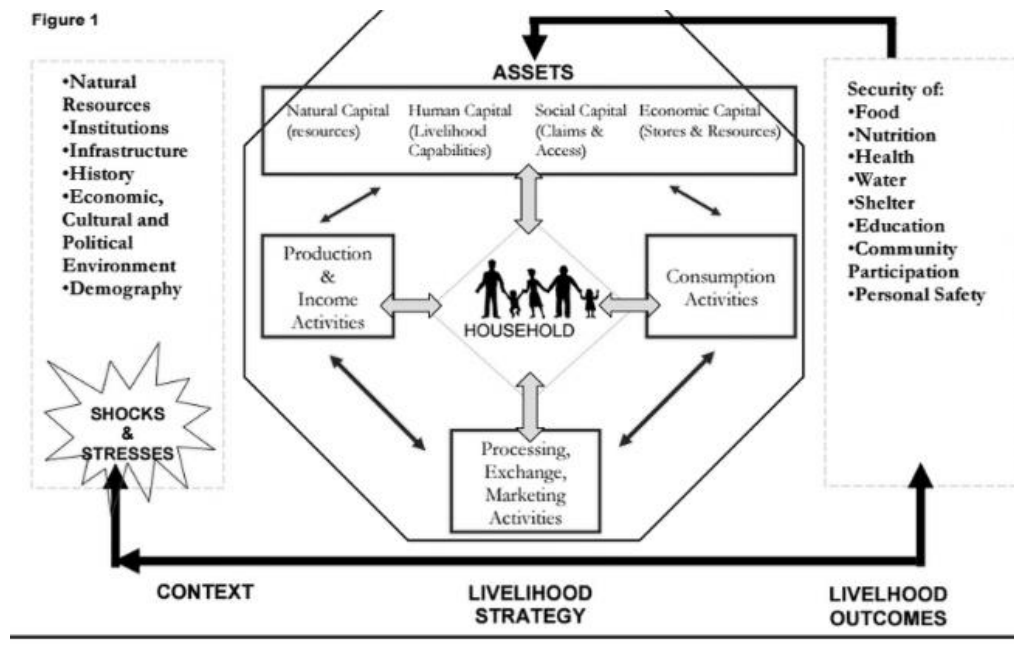 Figure 1
•Natural
Resources
•Institutions
•Infrastructure
•History
•Economic,
Cultural and
Political
Environment
•Demography
SHOCKS
&
STRESSES
CONTEXT
ASSETS
Natural Capital
(resources)
Human Capital
(Livelihood
Capabilities)
Social Capital
(Claims &
Access)
Economic Capital
(Stores & Resources)
Production
&
Income
Activities
HOUSEHOLD
Consumption
Activities
Processing,
Exchange,
Marketing
Activities
LIVELIHOOD
STRATEGY
Security of:
•Food
•Nutrition
•Health
•Water
•Shelter
•Education
•Community
Participation
•Personal Safety
LIVELHOOD
OUTCOMES